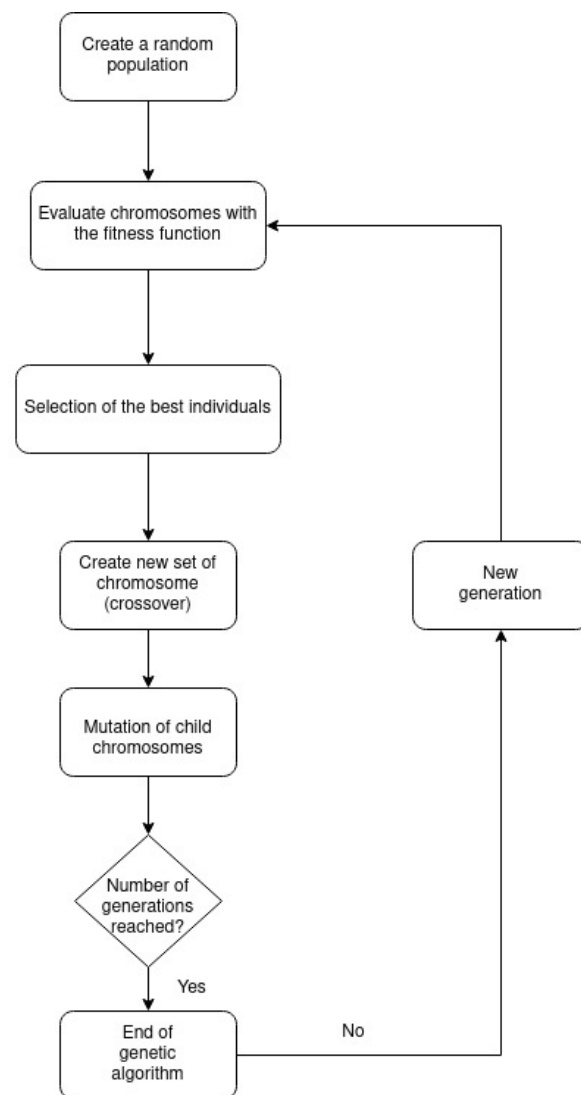 Create a random
population
Evaluate chromosomes with
the fitness function
Selection of the best individuals
Create new set of
chromosome
(crossover)
New
generation
Mutation of child
chromosomes
Number of
generations
reached?
Yes
No
End of
genetic
algorithm